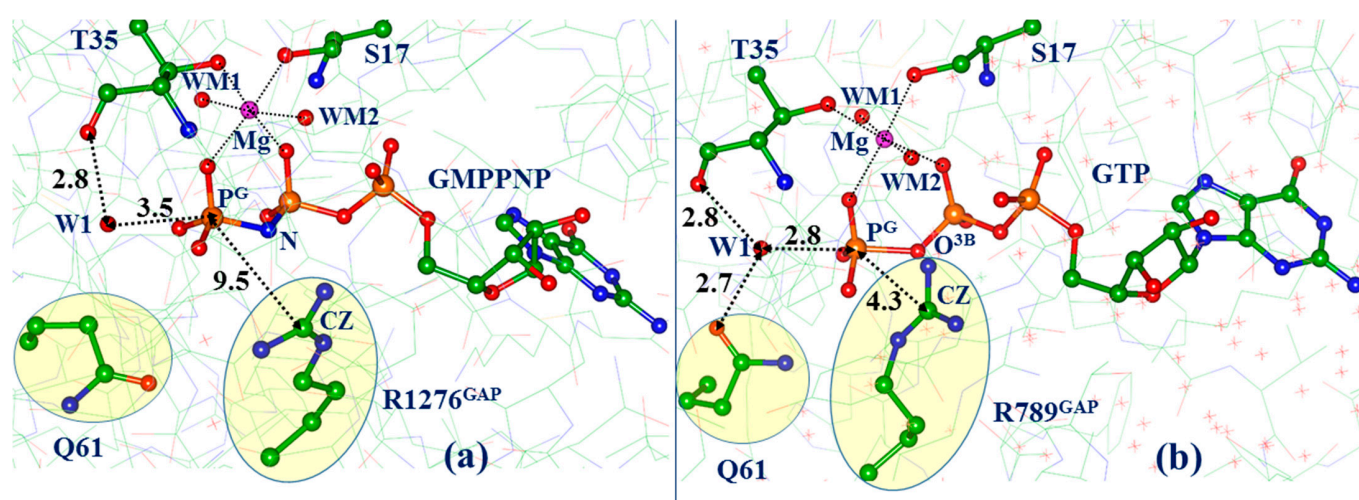 T35
S17
WM1
WM2
Mg
GMPPNP
2.8
3.5
P^G
W1
N
9.5
CZ
R1276^GAP
Q61
(a)
T35
S17
WM1
Mg
WM2
GTP
2.8
W1
2.8
P^G
O^3B
2.7
4.3
CZ
R789^GAP
Q61
(b)